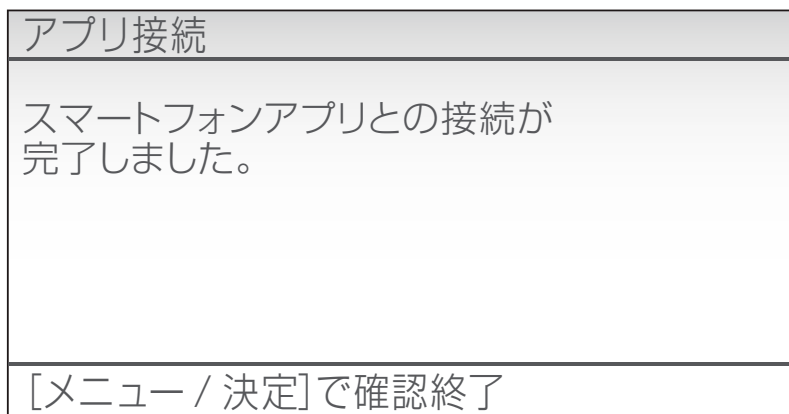 アプリ接続
スマートフォンアプリとの接続が
完了しました。
[メニュー / 決定]で確認終了